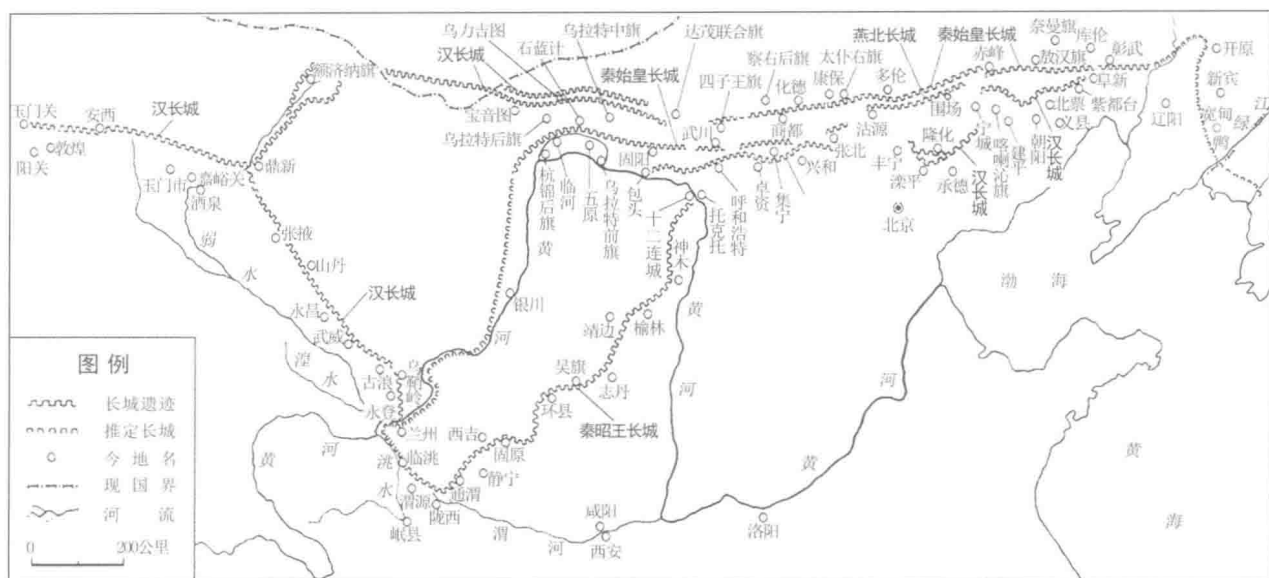 乌力吉图
乌拉特中旗
达茂联合旗
燕北长城
秦始皇长城
奈曼旗
库伦
汉长城
石蓝计
察右后旗
太仆右旗
赤峰
敖汉旗
彰武
开原
额济纳旗
秦始皇长城
四子王旗
化德
康保
多伦
阜新
新宾
玉门关
安西
汉长城
宝音图
武川
商都
沽源
围场
北票
紫都台
辽阳
宽甸
乌拉特后旗
义县
鸭
绿
江
敦煌
阳关
鼎新
固阳
张北
丰宁
隆化
宁城
喀喇沁旗
建平
朝阳
汉长城
玉门市
嘉峪关
酒泉
杭锦后旗
临河
五原
乌拉特前旗
包头
十二连城
托克托
呼和浩特
卓资
集宁
兴和
滦平
承德
汉长城
北京
弱
水
张掖
山丹
黄
河
神木
渤海
永昌
汉长城
银川
靖边
榆林
黄
河
武威
湟
水
古浪
乌鞘岭
吴旗
志丹
河
永登
环县
秦昭王长城
兰州
西吉
固原
黄
河
临洮
洮
水
静宁
通渭
渭源
陇西
岷县
渭
河
咸阳
西安
洛阳
黄
黄
海
图例
长城遗迹
推定长城
今地名
现国界
河流
0 200公里